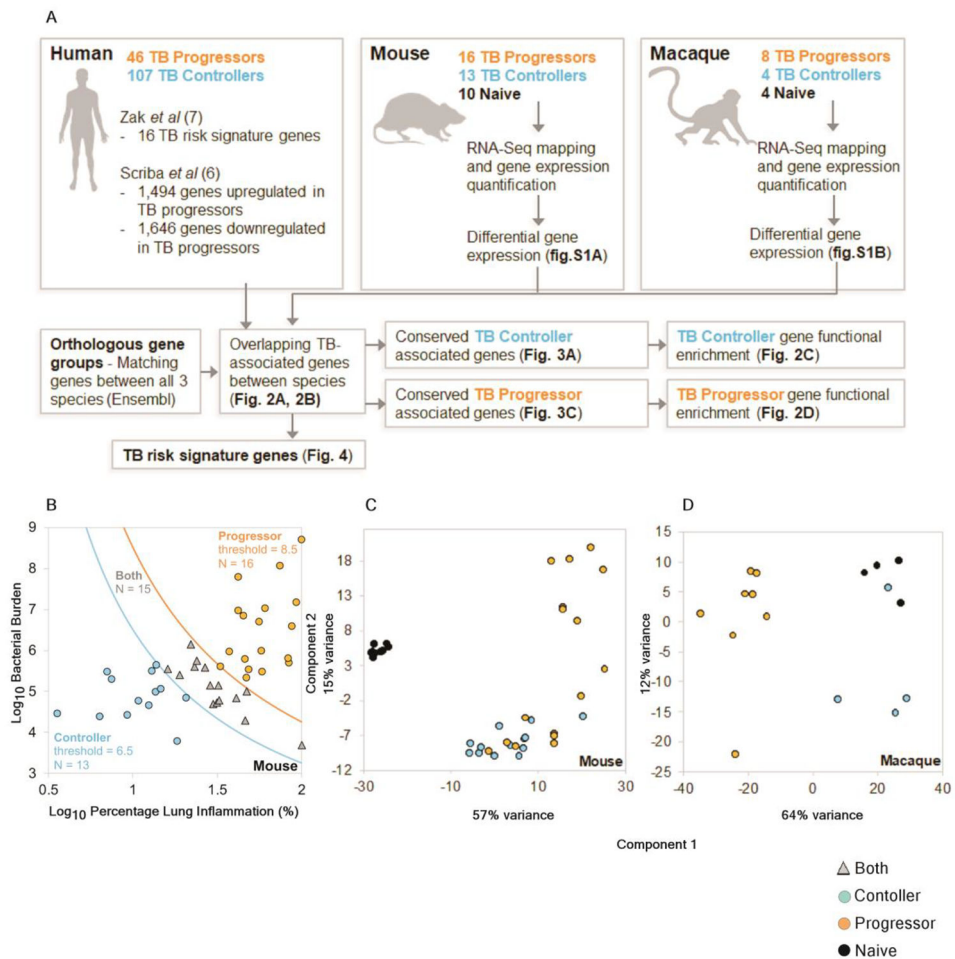 A
Human
46 TB Progressors
107 TB Controllers
Zak et al (7)
- 16 TB risk signature genes
Scriba et al (6)
- 1,494 genes upregulated in
TB progressors
- 1,646 genes downregulated
in TB progressors
Mouse
16 TB Progressors
13 TB Controllers
10 Naive
RNA-Seq mapping
and gene expression
quantification
Differential gene
expression (fig.S1A)
Macaque
8 TB Progressors
4 TB Controllers
4 Naive
RNA-Seq mapping
and gene expression
quantification
Differential gene
expression (fig.S1B)
Orthologous gene
groups - Matching
genes between all 3
species (Ensembl)
Overlapping TB-
associated genes
between species
(Fig. 2A, 2B)
Conserved TB Controller
associated genes (Fig. 3A)
TB Controller gene functional
enrichment (Fig. 2C)
Conserved TB Progressor
associated genes (Fig. 3C)
TB Progressor gene functional
enrichment (Fig. 2D)
TB risk signature genes (Fig. 4)
B
9
8
7
6
5
4
3
Log10 Bacterial Burden
Progressor
threshold = 8.5
N = 16
Both
N = 15
Controller
threshold = 6.5
N = 13
Mouse
0.5
1
1.5
2
Log10 Percentage Lung Inflammation (%)
C
18
13
8
3
-2
-7
-12
Component 2
15% variance
Mouse
-30
-10
10
30
57% variance
D
15
10
5
0
-5
-10
-15
-20
-25
12% variance
Macaque
-40
-20
0
20
40
64% variance
Component 1
Both
Contoller
Progressor
Naive